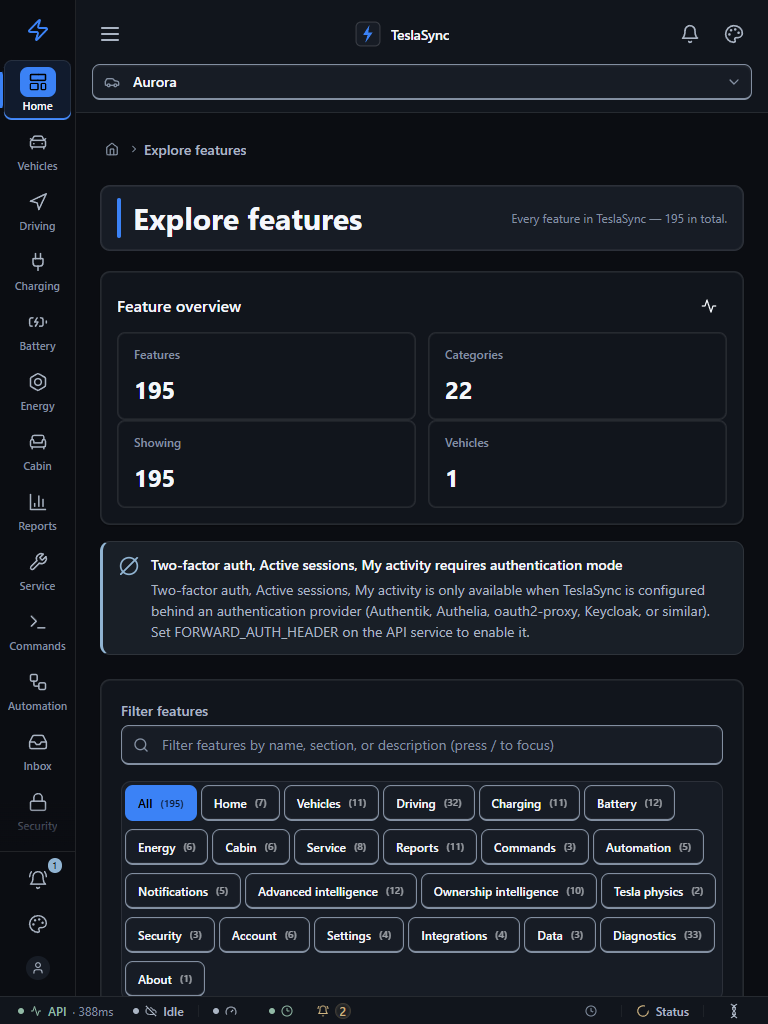 TeslaSync
Aurora
Home
Vehicles
Driving
Charging
Battery
Energy
Cabin
Reports
Service
Commands
Automation
Inbox
Security
1
Explore features
Explore features
Every feature in TeslaSync — 195 in total.
Feature overview
Features
195
Categories
22
Showing
195
Vehicles
1
Two-factor auth, Active sessions, My activity requires authentication mode
Two-factor auth, Active sessions, My activity is only available when TeslaSync is configured
behind an authentication provider (Authentik, Authelia, oauth2-proxy, Keycloak, or similar).
Set FORWARD_AUTH_HEADER on the API service to enable it.
Filter features
Filter features by name, section, or description (press / to focus)
All (195) Home (7) Vehicles (11) Driving (32) Charging (11) Battery (12)
Energy (6) Cabin (6) Service (8) Reports (11) Commands (3) Automation (5)
Notifications (5) Advanced intelligence (12) Ownership intelligence (10) Tesla physics (2)
Security (3) Account (6) Settings (4) Integrations (4) Data (3) Diagnostics (33)
About (1)
API · 388ms Idle 2 Status